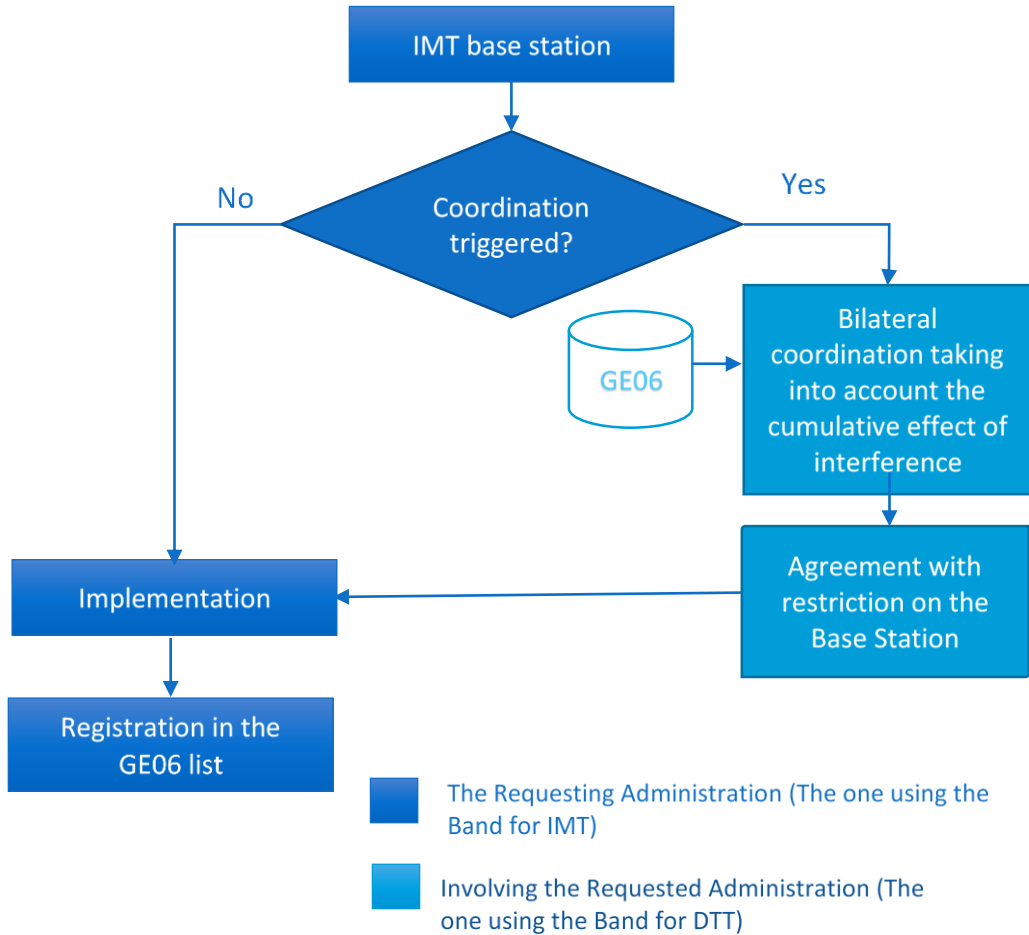 IMT base station
No
Yes
Coordination
triggered?
Bilateral
coordination taking
into account the
cumulative effect of
interference
GE06
Agreement with
restriction on the
Base Station
Implementation
Registration in the
GE06 list
The Requesting Administration (The one using the
Band for IMT)
Involving the Requested Administration (The
one using the Band for DTT)